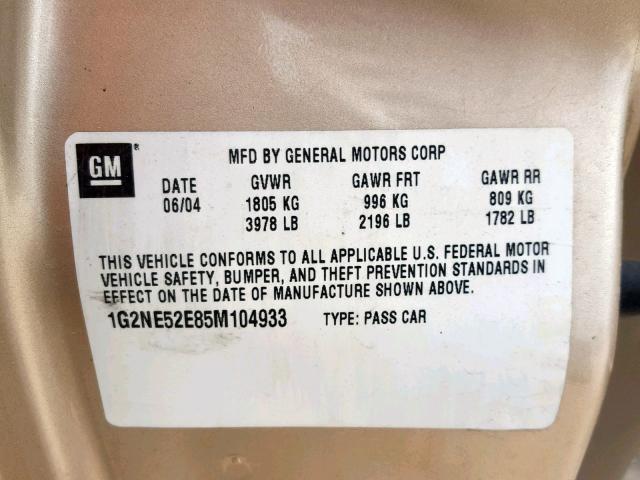 GM ®
MFD BY GENERAL MOTORS CORP
DATE GVWR GAWR FRT GAWR RR
06/04 1805 KG 996 KG 809 KG
3978 LB 2196 LB 1782 LB
THIS VEHICLE CONFORMS TO ALL APPLICABLE U.S. FEDERAL MOTOR
VEHICLE SAFETY, BUMPER, AND THEFT PREVENTION STANDARDS IN
EFFECT ON THE DATE OF MANUFACTURE SHOWN ABOVE.
1G2NE52E85M104933 TYPE: PASS CAR